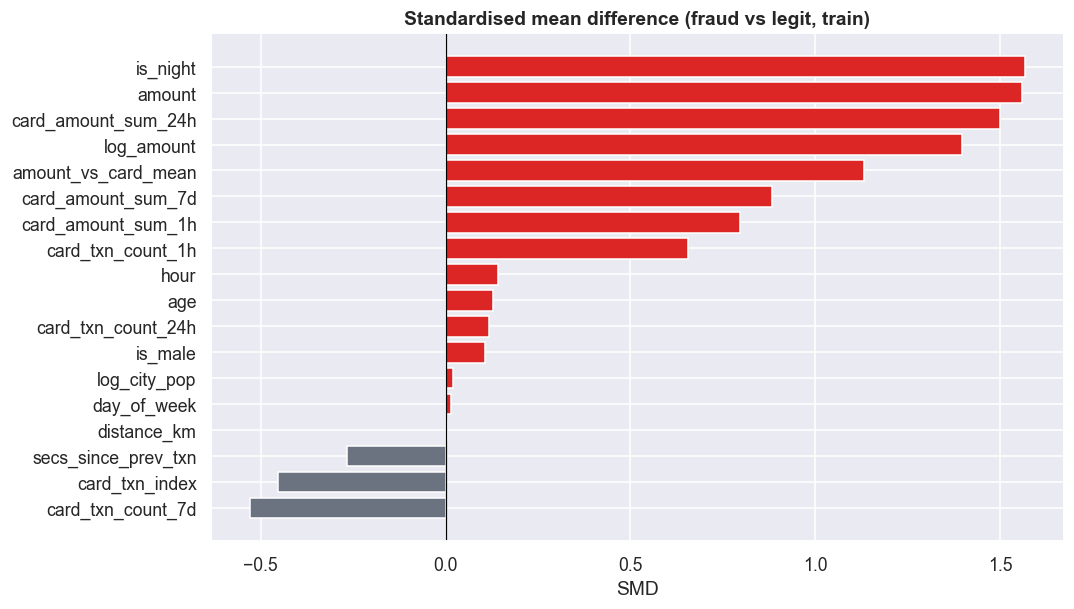 Standardised mean difference (fraud vs legit, train)
is_night
amount
card_amount_sum_24h
log_amount
amount_vs_card_mean
card_amount_sum_7d
card_amount_sum_1h
card_txn_count_1h
hour
age
card_txn_count_24h
is_male
log_city_pop
day_of_week
distance_km
secs_since_prev_txn
card_txn_index
card_txn_count_7d
−0.5 0.0 0.5 1.0 1.5
SMD